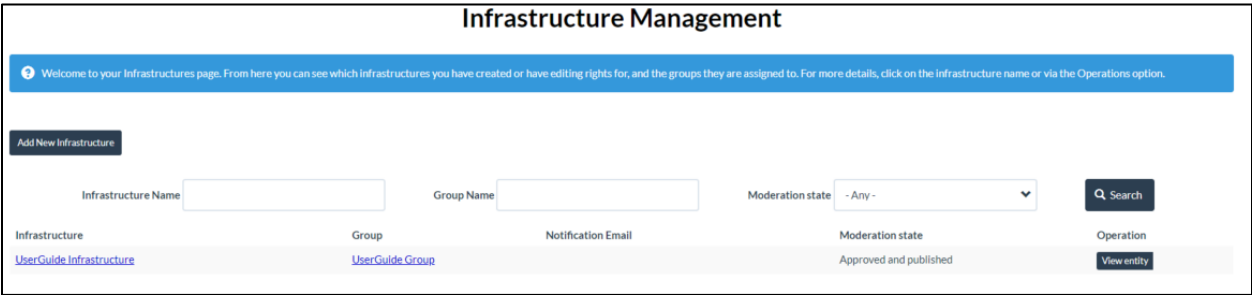 Infrastructure Management
Welcome to your Infrastructures page. From here you can see which infrastructures you have created or have editing rights for, and the groups they are assigned to. For more details, click on the infrastructure name or via the Operations option.
Add New Infrastructure
Infrastructure Name Group Name Moderation state - Any - Search
Infrastructure Group Notification Email Moderation state Operation
UserGuide Infrastructure UserGuide Group Approved and published View entity